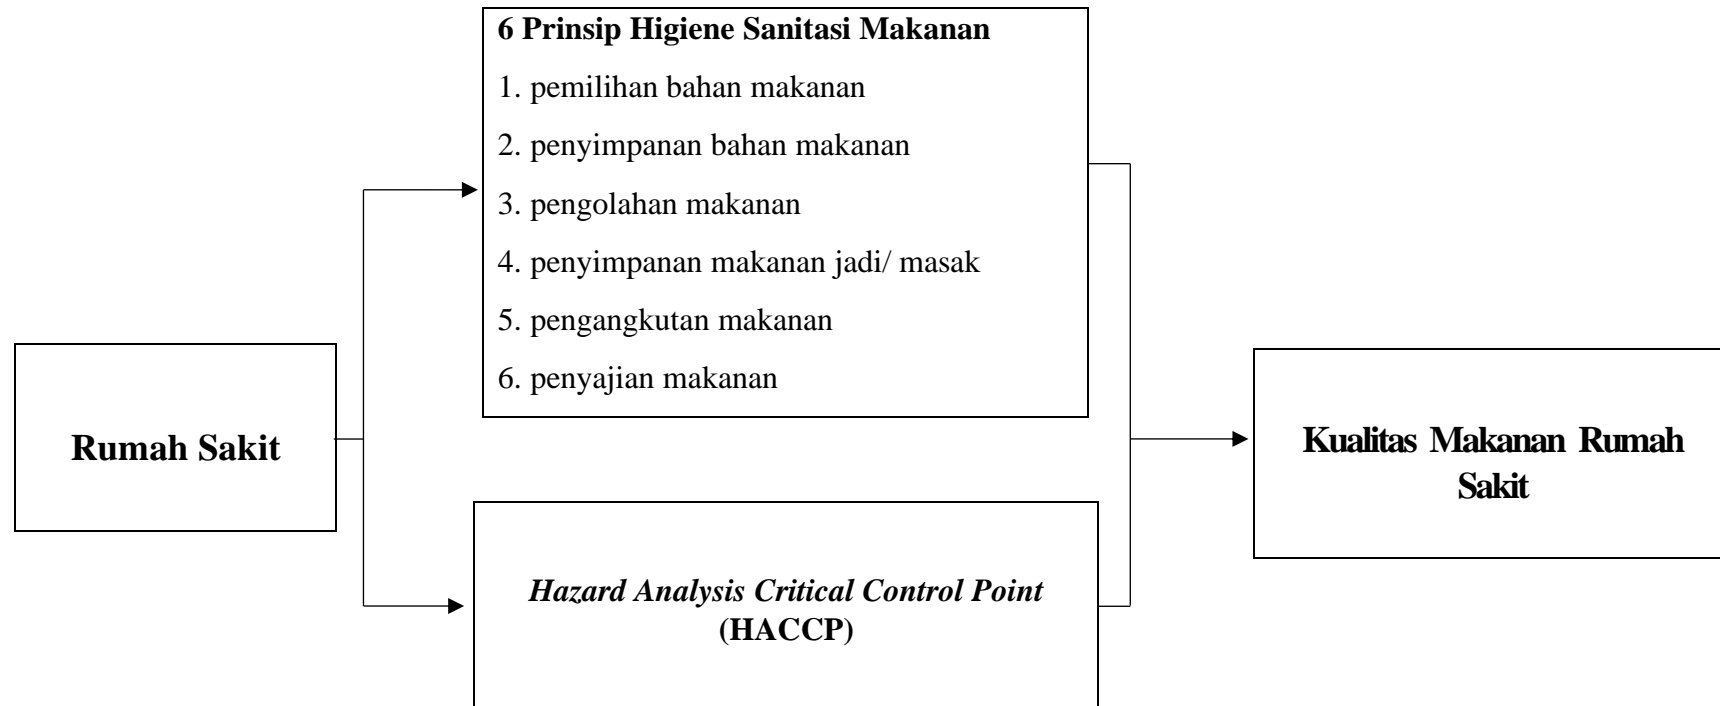 6 Prinsip Higiene Sanitasi Makanan
1. pemilihan bahan makanan
2. penyimpanan bahan makanan
3. pengolahan makanan
4. penyimpanan makanan jadi/ masak
5. pengangkutan makanan
6. penyajian makanan
Rumah Sakit
Hazard Analysis Critical Control Point
(HACCP)
Kualitas Makanan Rumah
Sakit